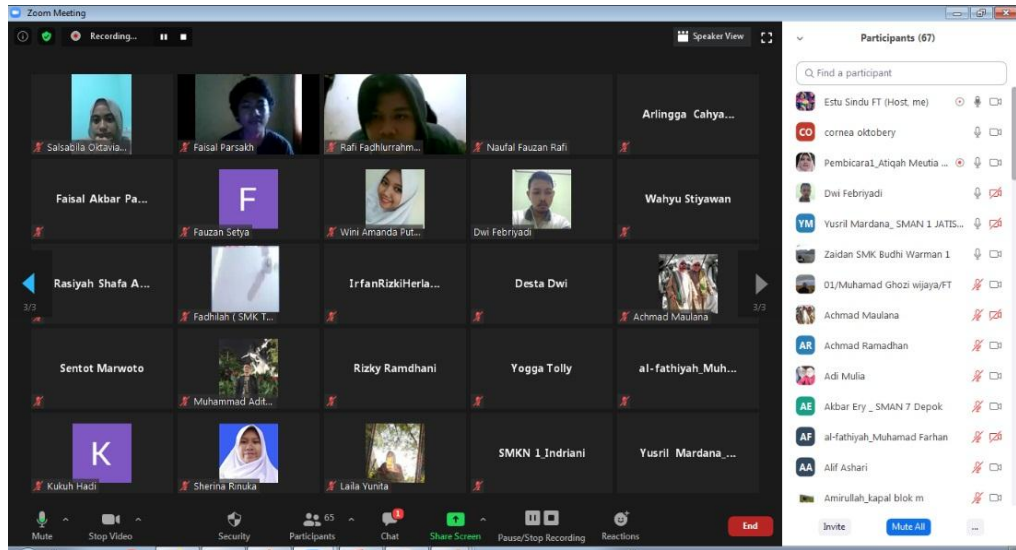 Zoom Meeting
Recording...
Speaker View
Salsabila Oktavia...
Faisal Parsakh
Rafi Fadhlurrahm...
Naufal Fauzan Rafi
Arlingga Cahya...
Faisal Akbar Pa...
F
Fauzan Setya
Wini Amanda Put...
Dwi Febriyadi
Wahyu Stiyawan
Rasiyah Shafa A...
Fadhilah ( SMK T...
IrfanRizkiHerla...
Desta Dwi
Achmad Maulana
3/3
3/3
Sentot Marwoto
Muhammad Adit...
Rizky Ramdhani
Yogga Tolly
al-fathiyah_Muh...
K
Kukuh Hadi
Sherina Rinuka
Laila Yunita
SMKN 1_Indriani
Yusril Mardana_...
Mute
Stop Video
Security
65
Participants
1
Chat
Share Screen
Pause/Stop Recording
Reactions
End
Participants (67)
Find a participant
Estu Sindu FT (Host, me)
CO cornea oktobery
Pembicara1_Atiqah Meutia ...
Dwi Febriyadi
YM Yusril Mardana_ SMAN 1 JATIS...
Zaidan SMK Budhi Warman 1
01/Muhamad Ghozi wijaya/FT
Achmad Maulana
AR Achmad Ramadhan
Adi Mulia
AE Akbar Ery _ SMAN 7 Depok
AF al-fathiyah_Muhamad Farhan
AA Alif Ashari
Amirullah_kapal blok m
Invite
Mute All
...